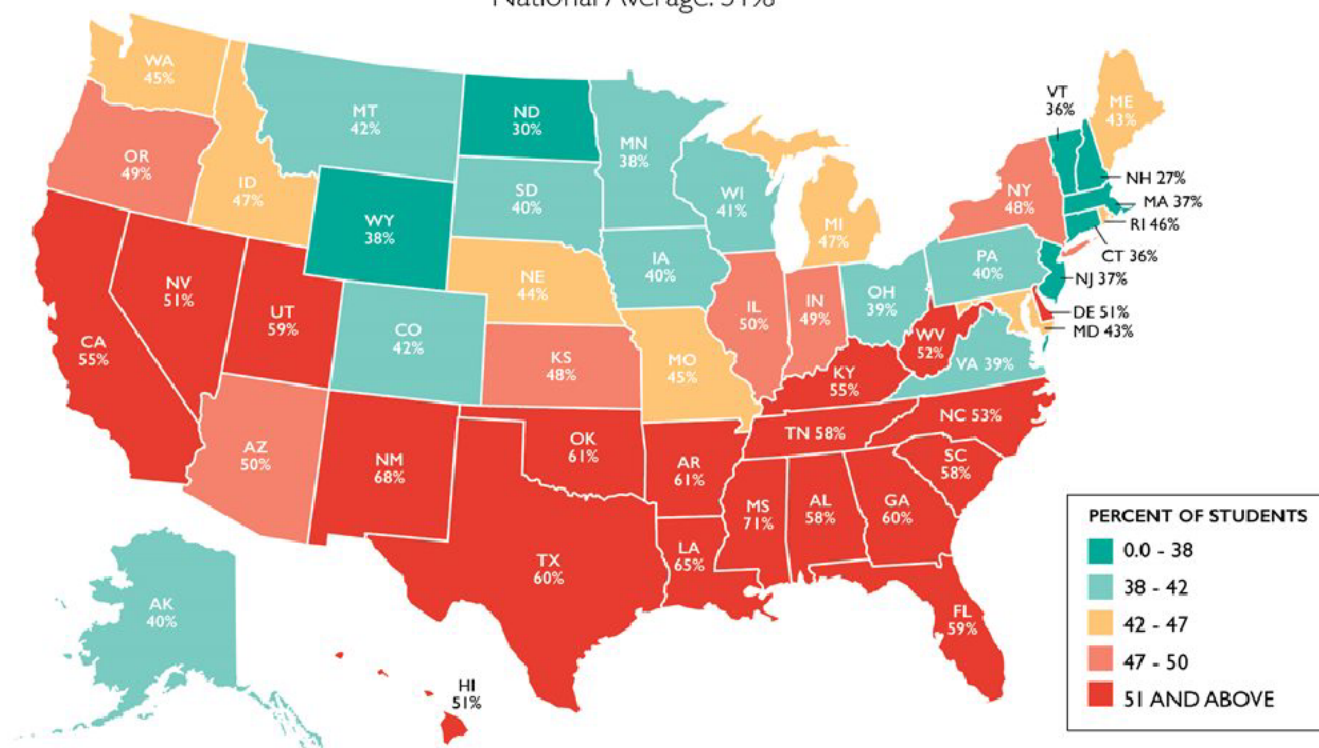 National Average: 51%
WA
45%
MT
42%
ND
30%
MN
38%
VT
36%
ME
43%
OR
49%
ID
47%
SD
40%
WI
41%
NY
48%
NH 27%
MA 37%
RI 46%
CT 36%
WY
38%
MI
47%
IA
40%
PA
40%
NJ 37%
NE
44%
NV
51%
UT
59%
CO
42%
IL
50%
IN
49%
OH
39%
DE 51%
MD 43%
WV
52%
VA 39%
CA
55%
KS
48%
MO
45%
KY
55%
NC 53%
TN 58%
AZ
50%
NM
68%
OK
61%
AR
61%
SC
58%
MS
71%
AL
58%
GA
60%
LA
65%
TX
60%
FL
59%
AK
40%
HI
51%
PERCENT OF STUDENTS
0.0 - 38
38 - 42
42 - 47
47 - 50
51 AND ABOVE